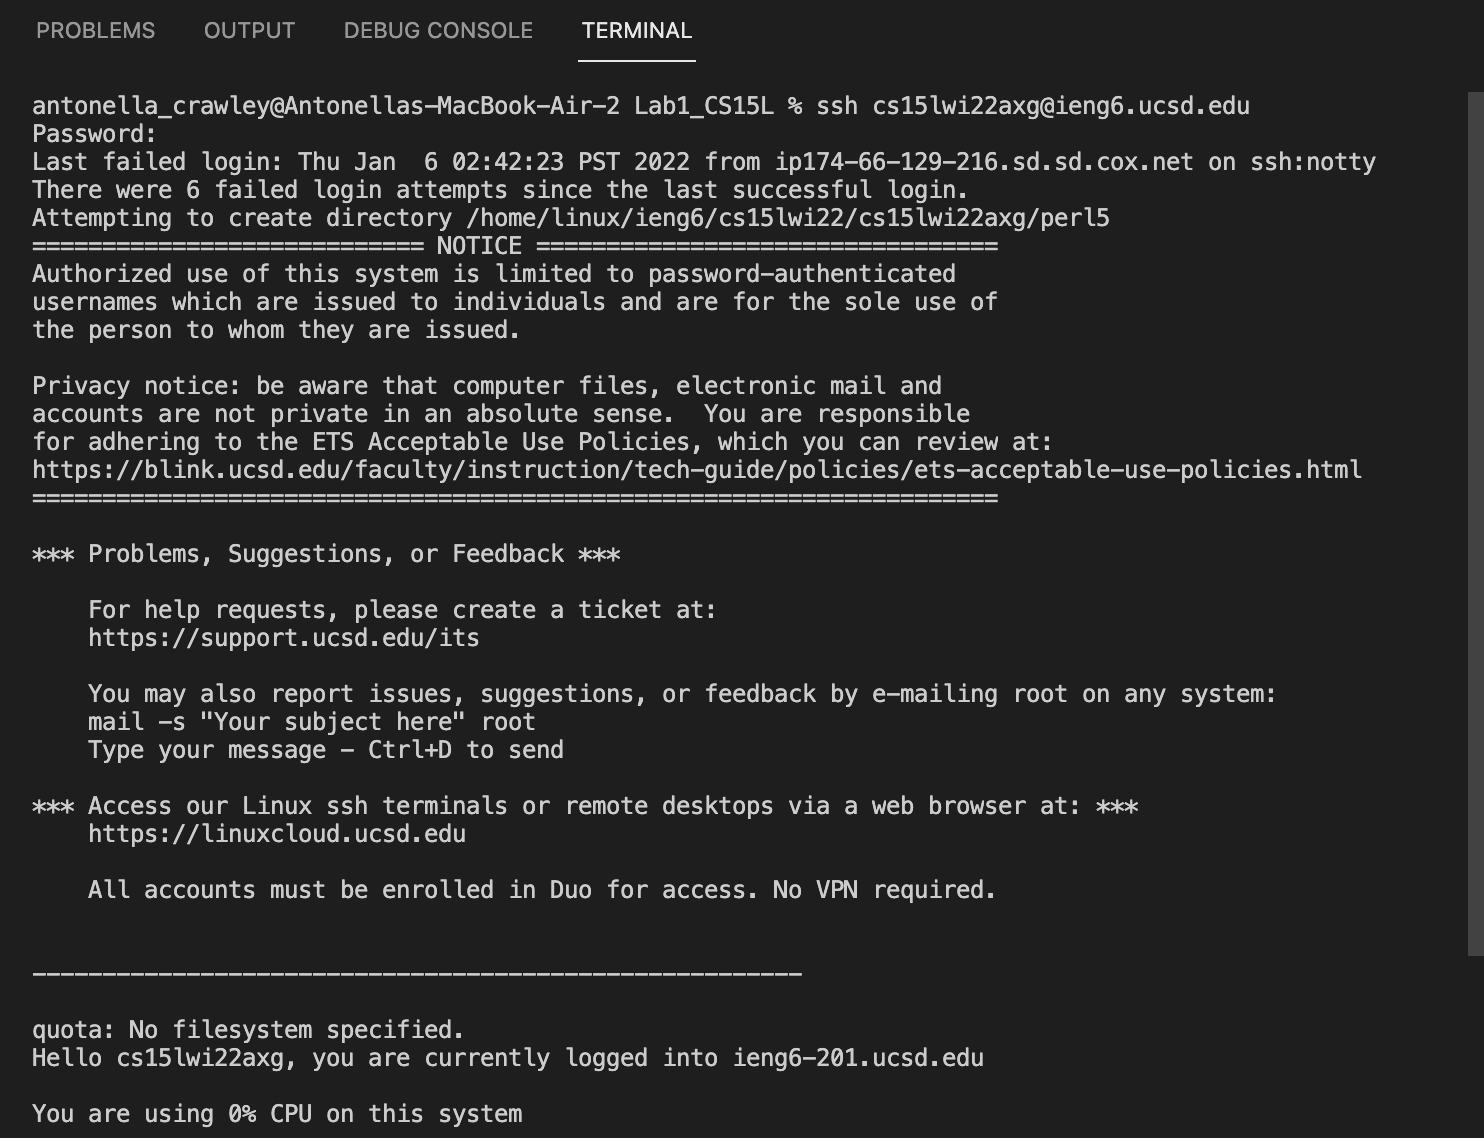 PROBLEMS OUTPUT DEBUG CONSOLE TERMINAL
antonella_crawley@Antonellas-MacBook-Air-2 Lab1_CS15L % ssh cs15lwi22axg@ieng6.ucsd.edu
Password:
Last failed login: Thu Jan  6 02:42:23 PST 2022 from ip174-66-129-216.sd.sd.cox.net on ssh:notty
There were 6 failed login attempts since the last successful login.
Attempting to create directory /home/linux/ieng6/cs15lwi22/cs15lwi22axg/perl5
============================ NOTICE =================================
Authorized use of this system is limited to password-authenticated
usernames which are issued to individuals and are for the sole use of
the person to whom they are issued.
Privacy notice: be aware that computer files, electronic mail and
accounts are not private in an absolute sense.  You are responsible
for adhering to the ETS Acceptable Use Policies, which you can review at:
https://blink.ucsd.edu/faculty/instruction/tech-guide/policies/ets-acceptable-use-policies.html
=====================================================================
*** Problems, Suggestions, or Feedback ***
    For help requests, please create a ticket at:
    https://support.ucsd.edu/its
    You may also report issues, suggestions, or feedback by e-mailing root on any system:
    mail -s "Your subject here" root
    Type your message - Ctrl+D to send
*** Access our Linux ssh terminals or remote desktops via a web browser at: ***
    https://linuxcloud.ucsd.edu
    All accounts must be enrolled in Duo for access. No VPN required.
-------------------------------------------------------
quota: No filesystem specified.
Hello cs15lwi22axg, you are currently logged into ieng6-201.ucsd.edu
You are using 0% CPU on this system